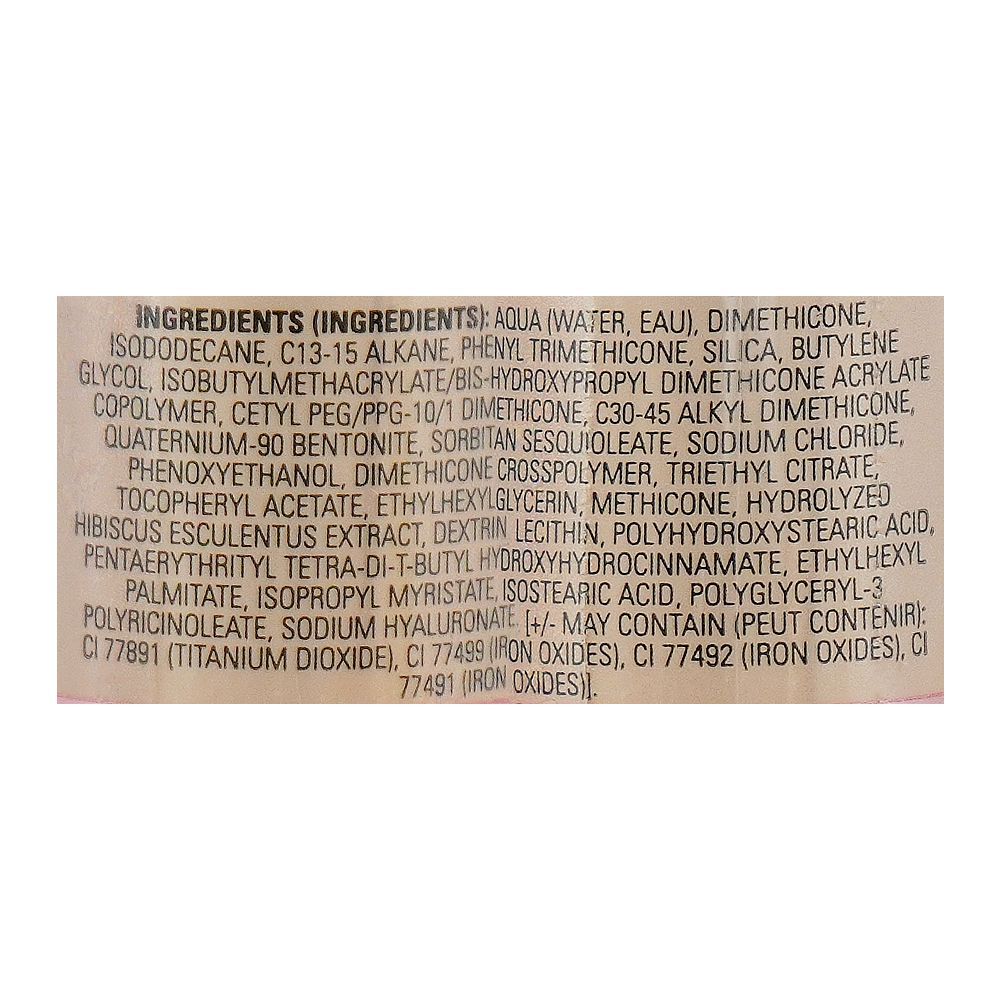 INGREDIENTS (INGREDIENTS): AQUA (WATER, EAU), DIMETHICONE,
ISODODECANE, C13-15 ALKANE, PHENYL TRIMETHICONE, SILICA, BUTYLENE
GLYCOL, ISOBUTYLMETHACRYLATE/BIS-HYDROXYPROPYL DIMETHICONE ACRYLATE
COPOLYMER, CETYL PEG/PPG-10/1 DIMETHICONE, C30-45 ALKYL DIMETHICONE,
QUATERNIUM-90 BENTONITE, SORBITAN SESQUIOLEATE, SODIUM CHLORIDE,
PHENOXYETHANOL, DIMETHICONE CROSSPOLYMER, TRIETHYL CITRATE,
TOCOPHERYL ACETATE, ETHYLHEXYLGLYCERIN, METHICONE, HYDROLYZED
HIBISCUS ESCULENTUS EXTRACT, DEXTRIN, LECITHIN, POLYHYDROXYSTEARIC ACID,
PENTAERYTHRITYL TETRA-DI-T-BUTYL HYDROXYHYDROCINNAMATE, ETHYLHEXYL
PALMITATE, ISOPROPYL MYRISTATE, ISOSTEARIC ACID, POLYGLYCERYL-3
POLYRICINOLEATE, SODIUM HYALURONATE. [+/- MAY CONTAIN (PEUT CONTENIR):
CI 77891 (TITANIUM DIOXIDE), CI 77499 (IRON OXIDES), CI 77492 (IRON OXIDES), CI
77491 (IRON OXIDES)].